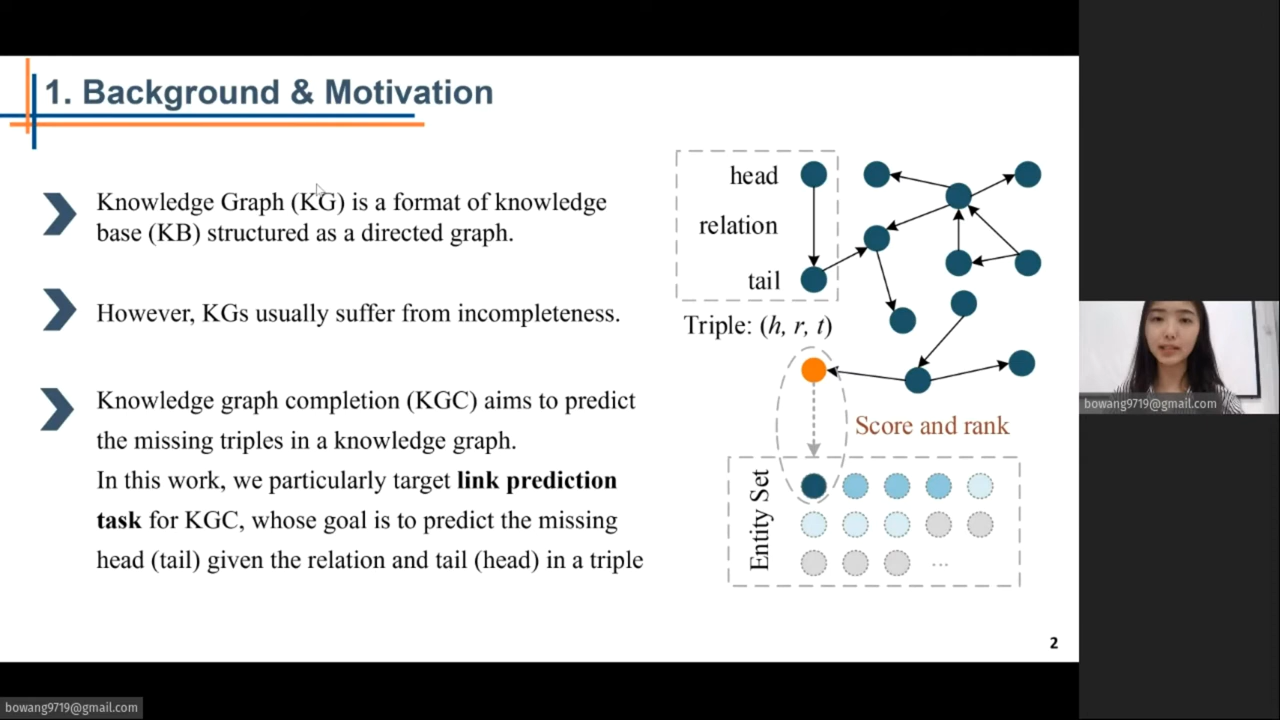 1. Background & Motivation
Knowledge Graph (KG) is a format of knowledge
base (KB) structured as a directed graph.
However, KGs usually suffer from incompleteness.
Knowledge graph completion (KGC) aims to predict
the missing triples in a knowledge graph.
In this work, we particularly target link prediction
task for KGC, whose goal is to predict the missing
head (tail) given the relation and tail (head) in a triple
head
relation
tail
Triple: (h, r, t)
Score and rank
Entity Set
...
2
bowang9719@gmail.com
bowang9719@gmail.com